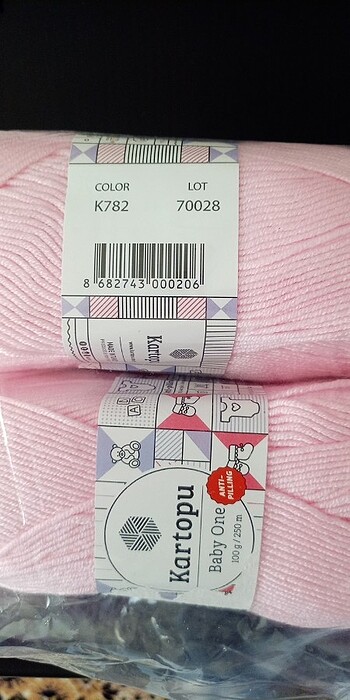 COLOR LOT
K782 70028
8 682743 000206
Kartopu
A
Kartopu
Baby One
ANTI-
PILLING
100 g / 250 m